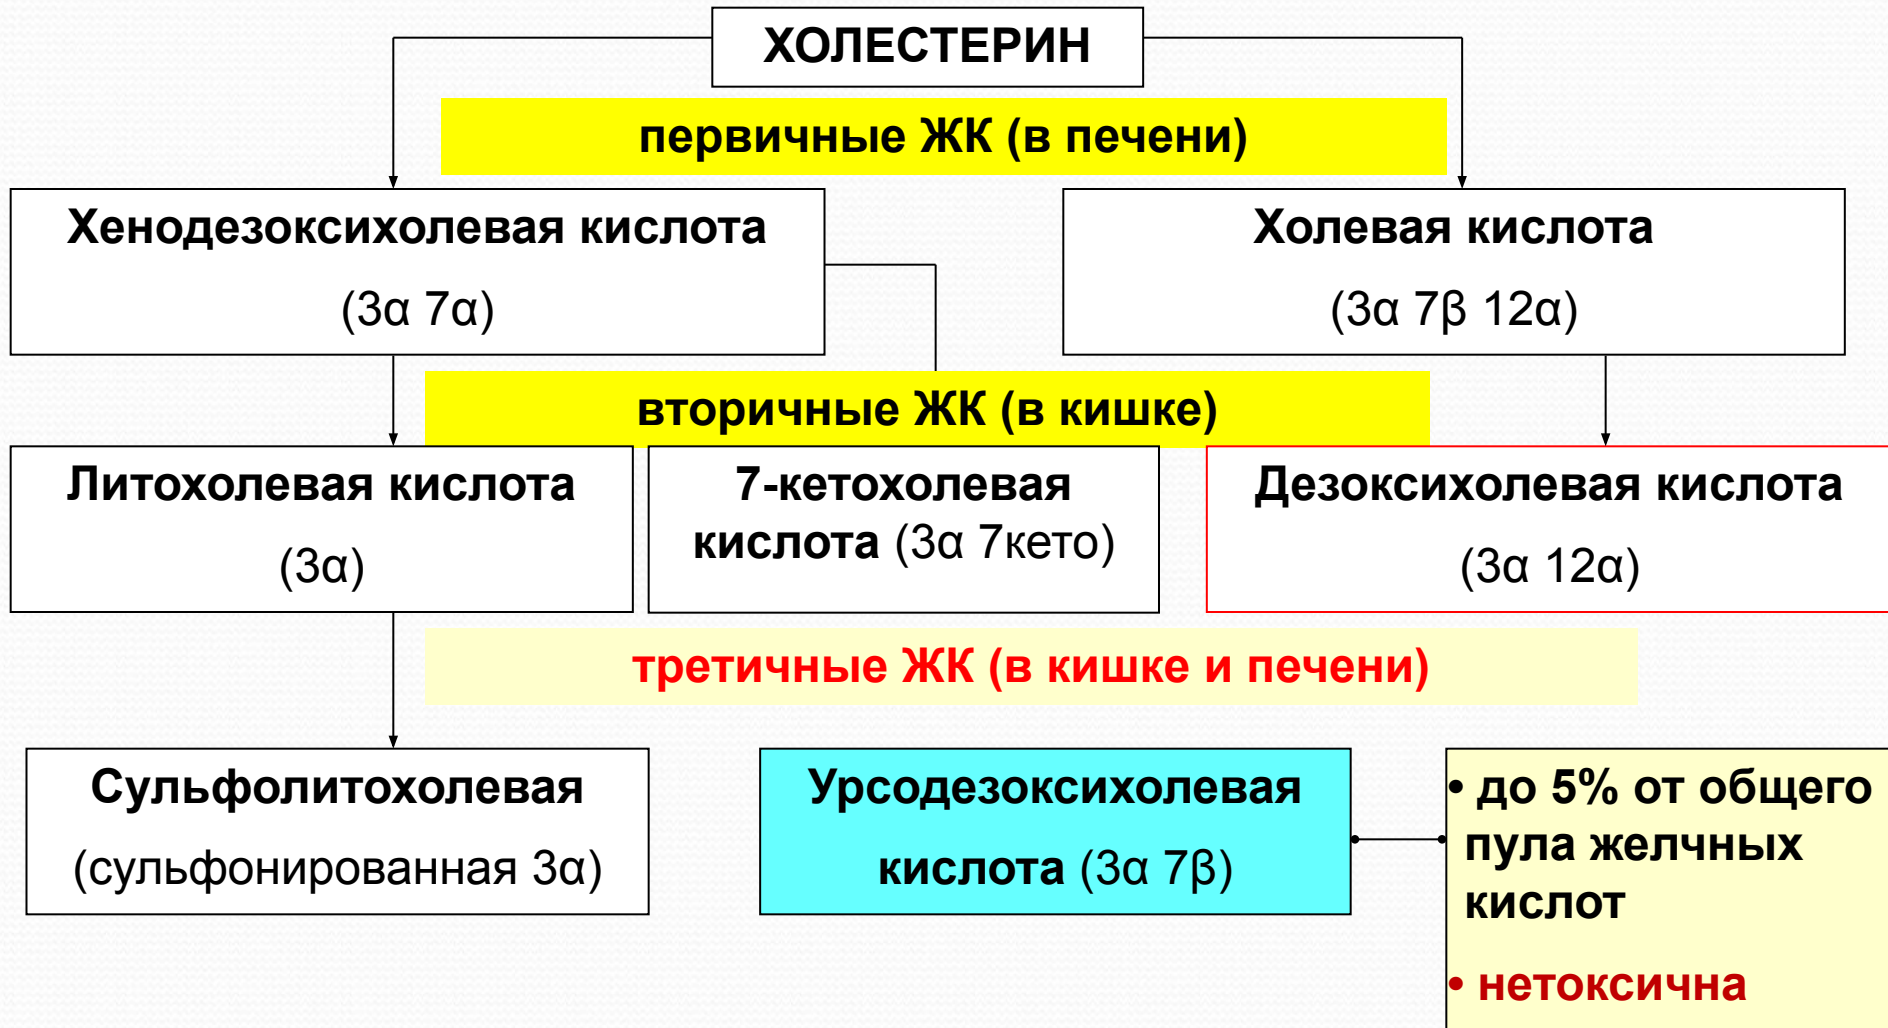 ХОЛЕСТЕРИН
первичные ЖК (в печени)
Хенодезоксихолевая кислота
(3α 7α)
Холевая кислота
(3α 7β 12α)
вторичные ЖК (в кишке)
Литохолевая кислота
(3α)
7-кетохолевая
кислота (3α 7кето)
Дезоксихолевая кислота
(3α 12α)
третичные ЖК (в кишке и печени)
Сульфолитохолевая
(сульфонированная 3α)
Урсодезоксихолевая
кислота (3α 7β)
• до 5% от общего
пула желчных
кислот
• нетоксична